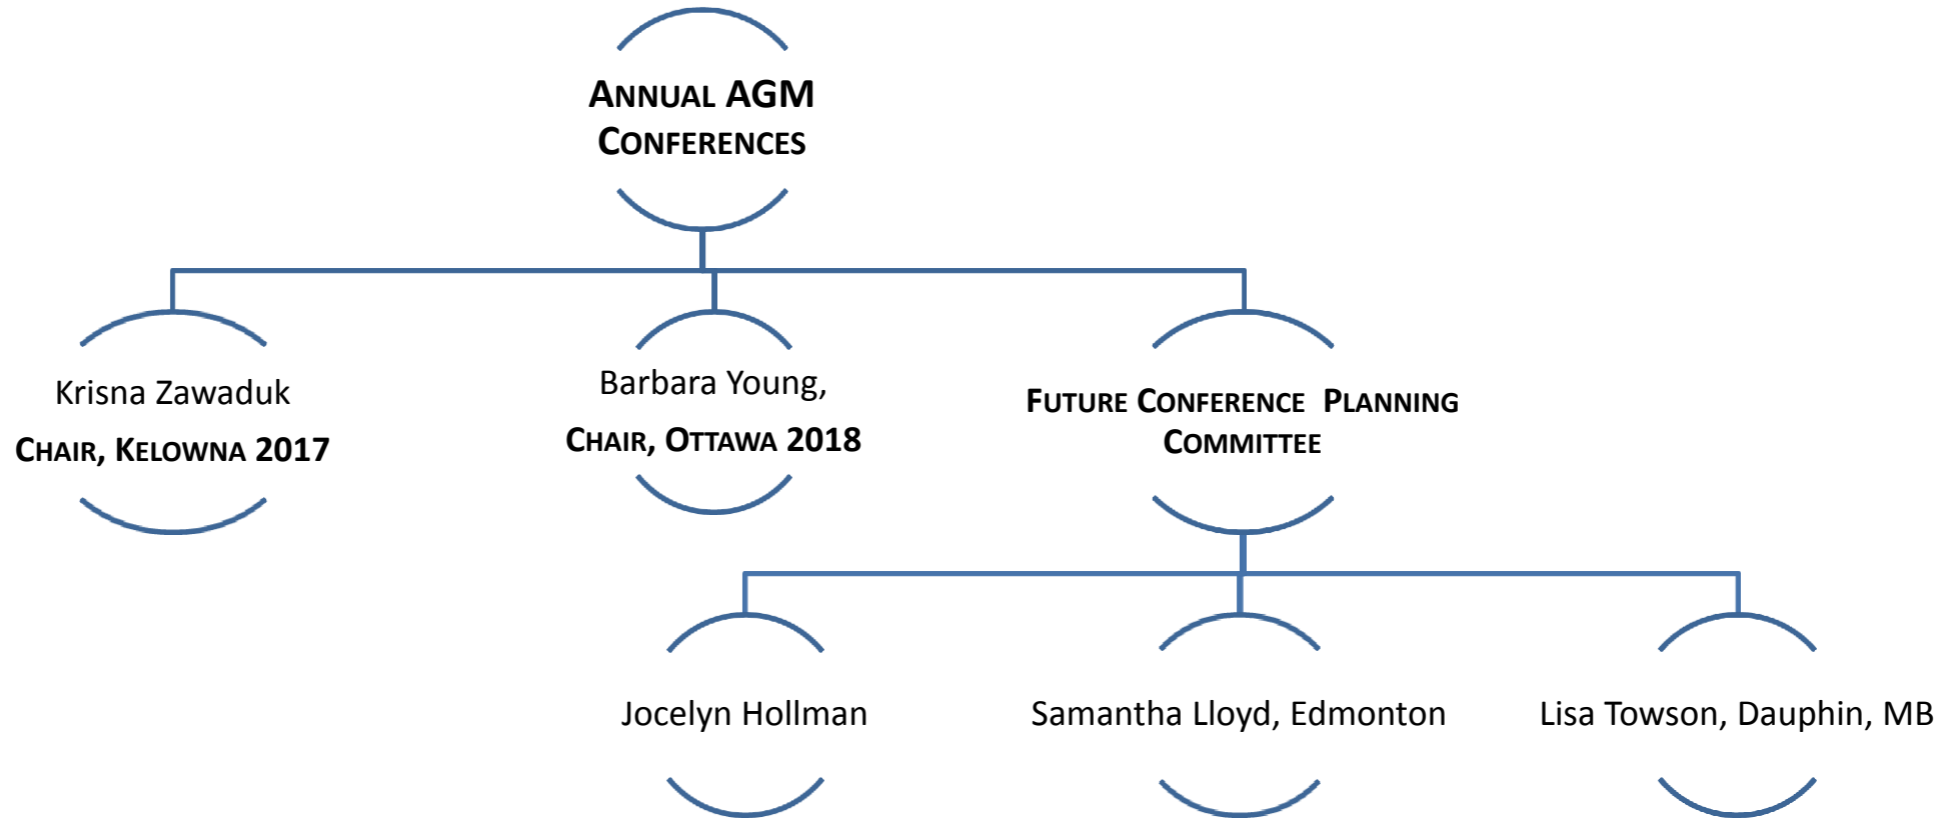 ANNUAL AGM
CONFERENCES
Krisna Zawaduk
CHAIR, KELOWNA 2017
Barbara Young,
CHAIR, OTTAWA 2018
FUTURE CONFERENCE PLANNING
COMMITTEE
Jocelyn Hollman
Samantha Lloyd, Edmonton
Lisa Towson, Dauphin, MB